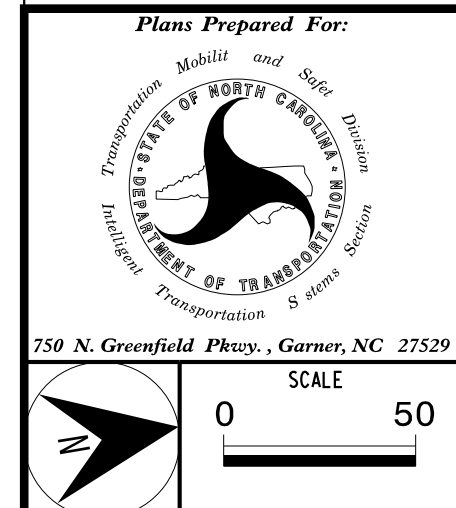 Plans Prepared For:
Transportation Mobilit and Safet Division
STATE OF NORTH CAROLINA
DEPARTMENT OF TRANSPORTATION
Intelligent Transportation S stems Section
750 N. Greenfield Pkwy. , Garner, NC 27529
N
SCALE
0 50